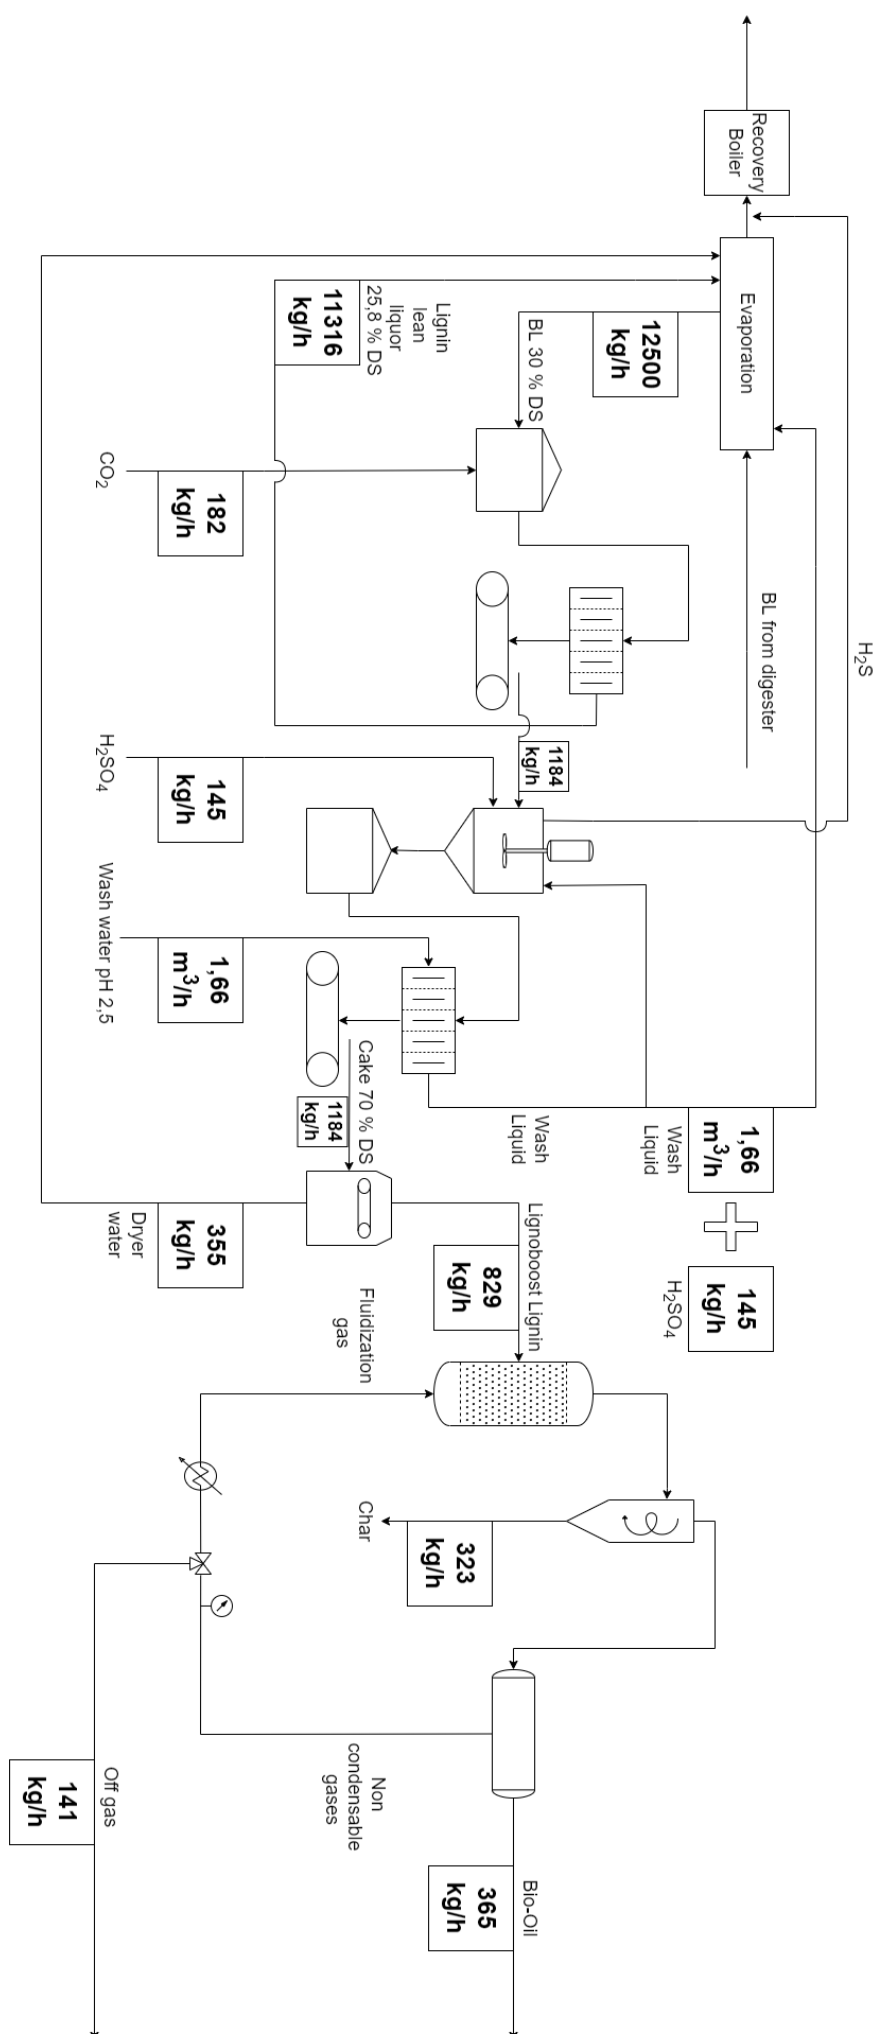 Recovery
Boiler
Evaporation
H2S
BL from digester
12500
kg/h
BL 30 % DS
Lignin
lean
liquor
25,8 % DS
11316
kg/h
CO2
182
kg/h
1184
kg/h
H2SO4
145
kg/h
Wash water pH 2,5
1,66
m3/h
Cake 70 % DS
1184
kg/h
Wash
Liquid
Wash
Liquid
1,66
m3/h
145
kg/h
H2SO4
Dryer
water
355
kg/h
Lignoboost Lignin
829
kg/h
Fluidization
gas
Char
323
kg/h
Non
condensable
gases
Off gas
141
kg/h
Bio-Oil
365
kg/h